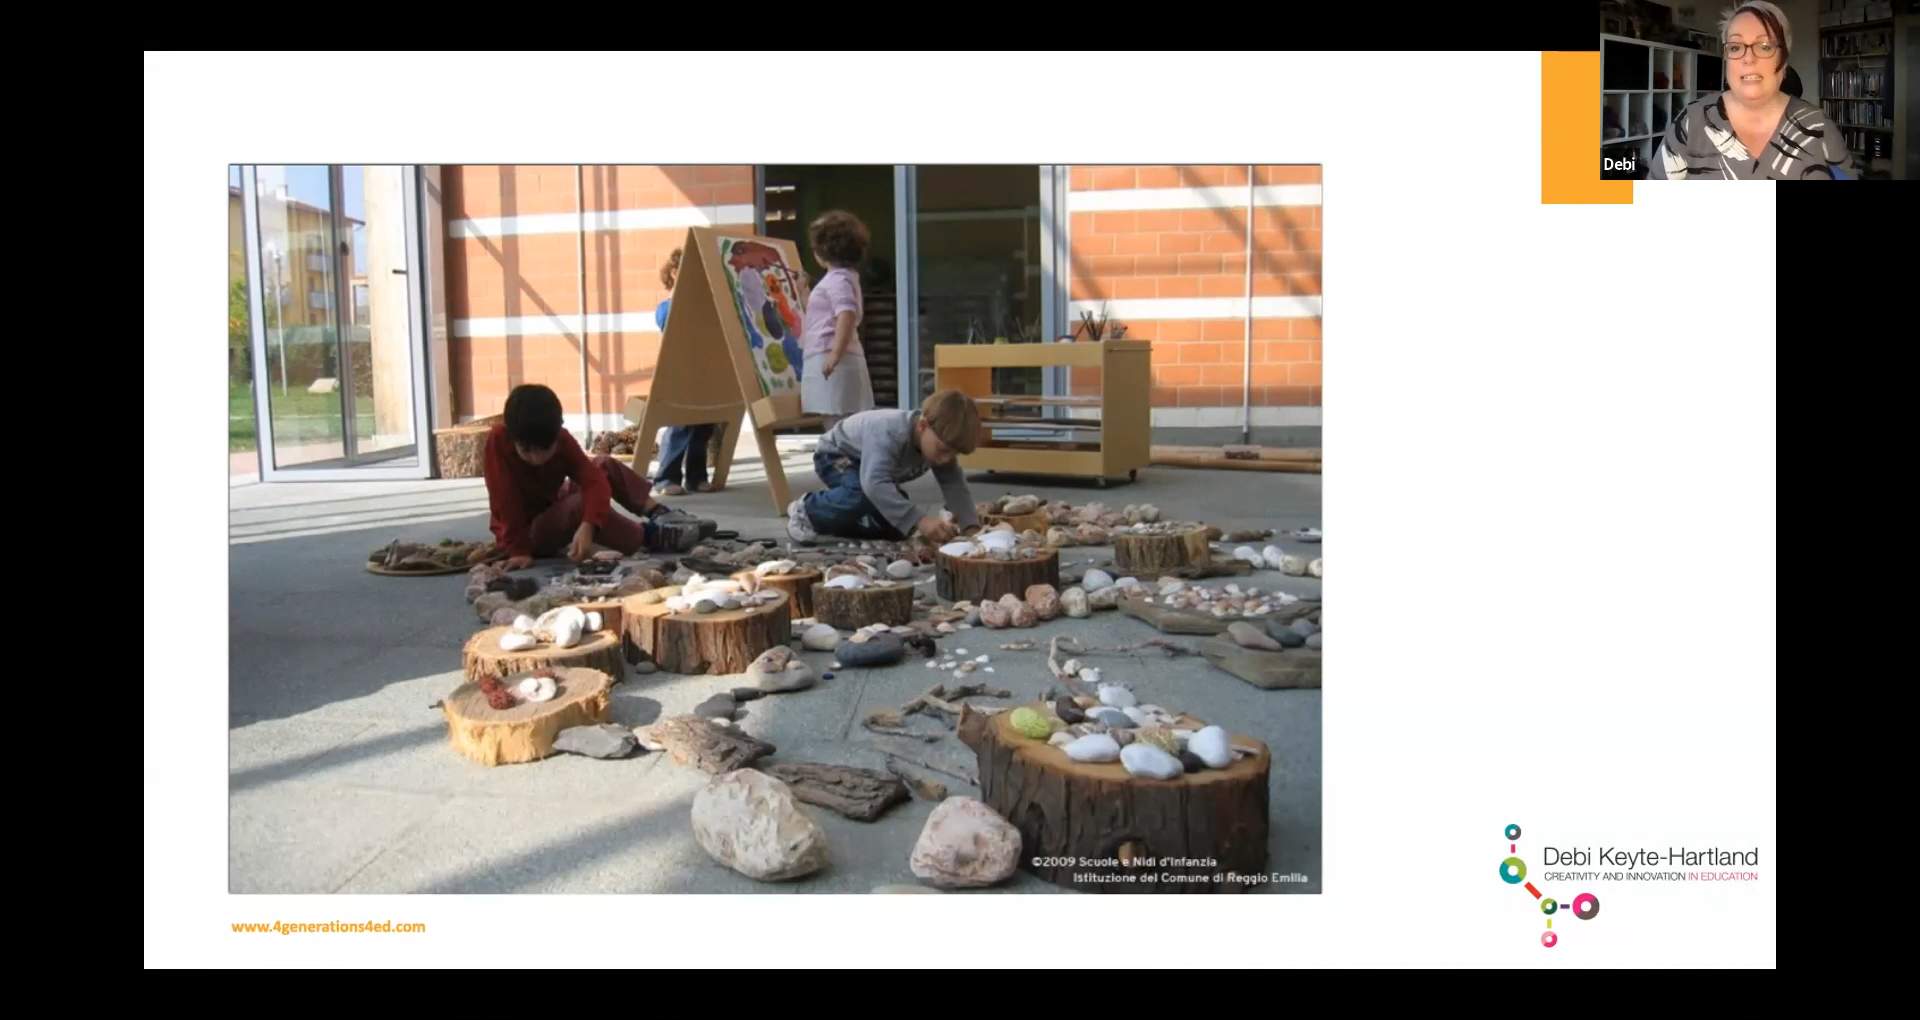 Debi
©2009 Scuole e Nidi d'Infanzia
Istituzione del Comune di Reggio Emilia
Debi Keyte-Hartland
CREATIVITY AND INNOVATION IN EDUCATION
www.4generations4ed.com